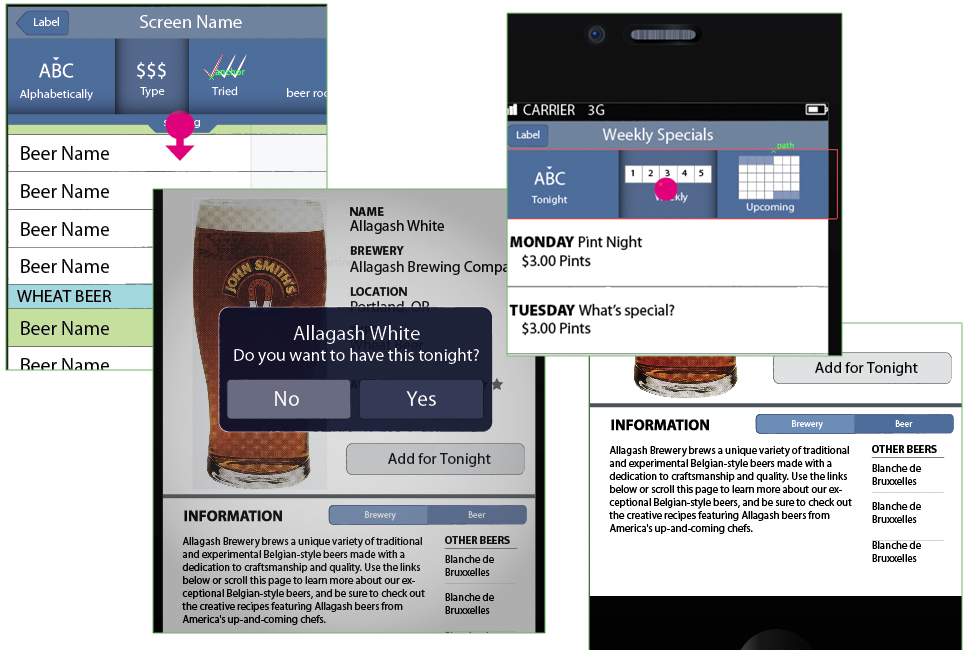 Label
Screen Name
ABC
Alphabetically
$$$
Type
anchor
Tried
Beer Name
Beer Name
Beer Name
Beer Name
WHEAT BEER
Beer Name
Beer Name
JOHN SMITH'S
NAME
Allagash White
BREWERY
Allagash Brewing Compa
LOCATION
Portland, OR
Allagash White
Do you want to have this tonight?
No
Yes
Add for Tonight
INFORMATION
Brewery
Beer
Allagash Brewery brews a unique variety of traditional
and experimental Belgian-style beers made with a
dedication to craftsmanship and quality. Use the links
below or scroll this page to learn more about our ex-
ceptional Belgian-style beers, and be sure to check out
the creative recipes featuring Allagash beers from
America's up-and-coming chefs.
OTHER BEERS
Blanche de
Bruxxelles
Blanche de
Bruxxelles
CARRIER 3G
Label
Weekly Specials
path
ABC
Tonight
1 2 3 4 5
Weekly
Upcoming
MONDAY Pint Night
$3.00 Pints
TUESDAY What's special?
$3.00 Pints
Add for Tonight
INFORMATION
Brewery
Beer
Allagash Brewery brews a unique variety of traditional
and experimental Belgian-style beers made with a
dedication to craftsmanship and quality. Use the links
below or scroll this page to learn more about our ex-
ceptional Belgian-style beers, and be sure to check out
the creative recipes featuring Allagash beers from
America's up-and-coming chefs.
OTHER BEERS
Blanche de
Bruxxelles
Blanche de
Bruxxelles
Blanche de
Bruxxelles